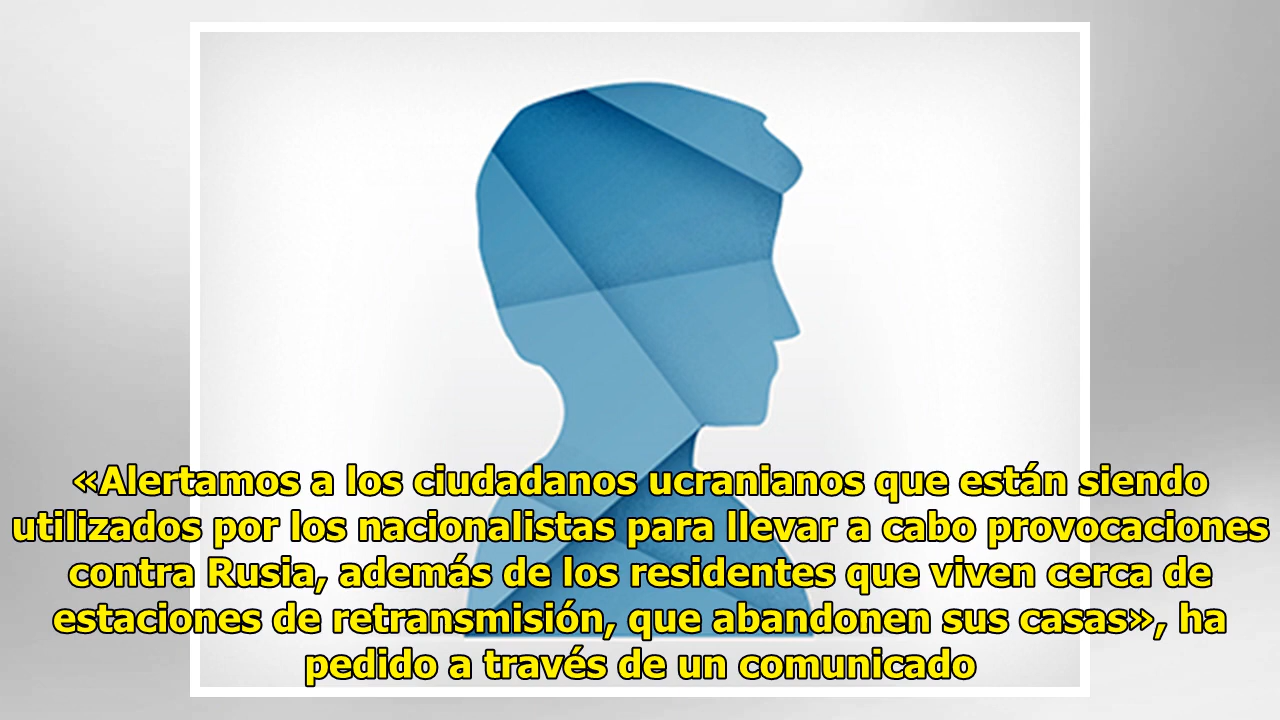 «Alertamos a los ciudadanos ucranianos que están siendo
utilizados por los nacionalistas para llevar a cabo provocaciones
contra Rusia, además de los residentes que viven cerca de
estaciones de retransmisión, que abandonen sus casas», ha
pedido a través de un comunicado